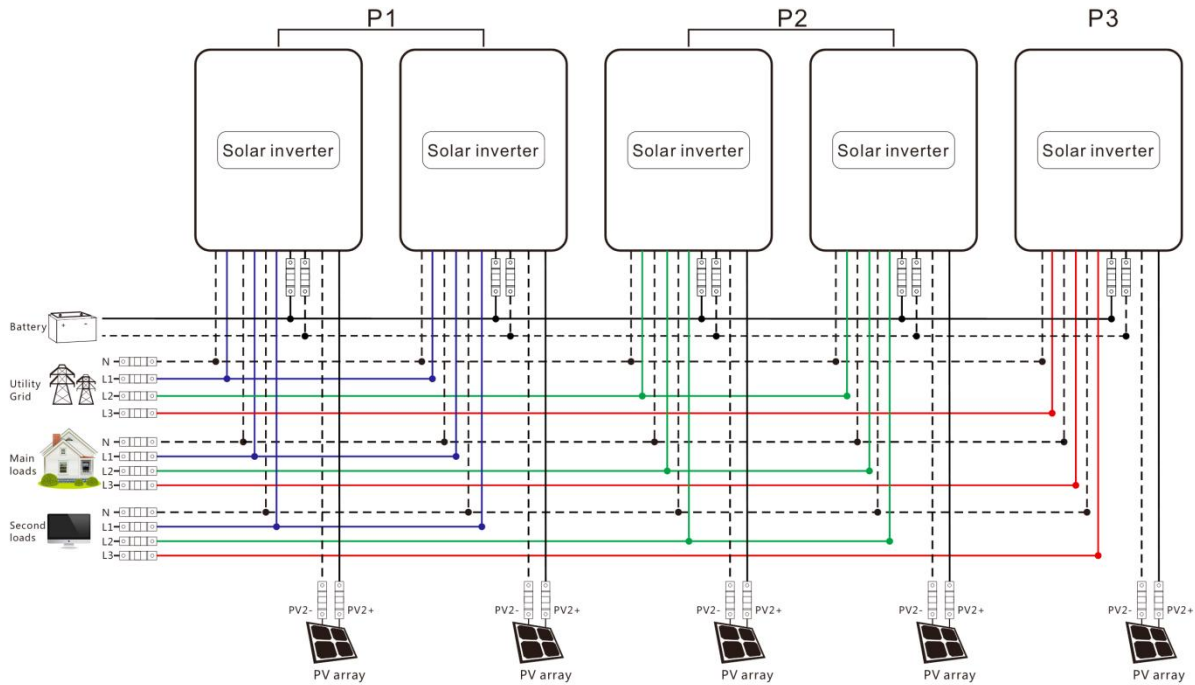 P1 P2 P3
Solar inverter Solar inverter Solar inverter Solar inverter Solar inverter
Battery
Utility
Grid
N
L1
L2
L3
Main
loads
N
L1
L2
L3
Second
loads
N
L1
L2
L3
PV2- PV2+ PV2- PV2+ PV2- PV2+ PV2- PV2+ PV2- PV2+
PV array PV array PV array PV array PV array